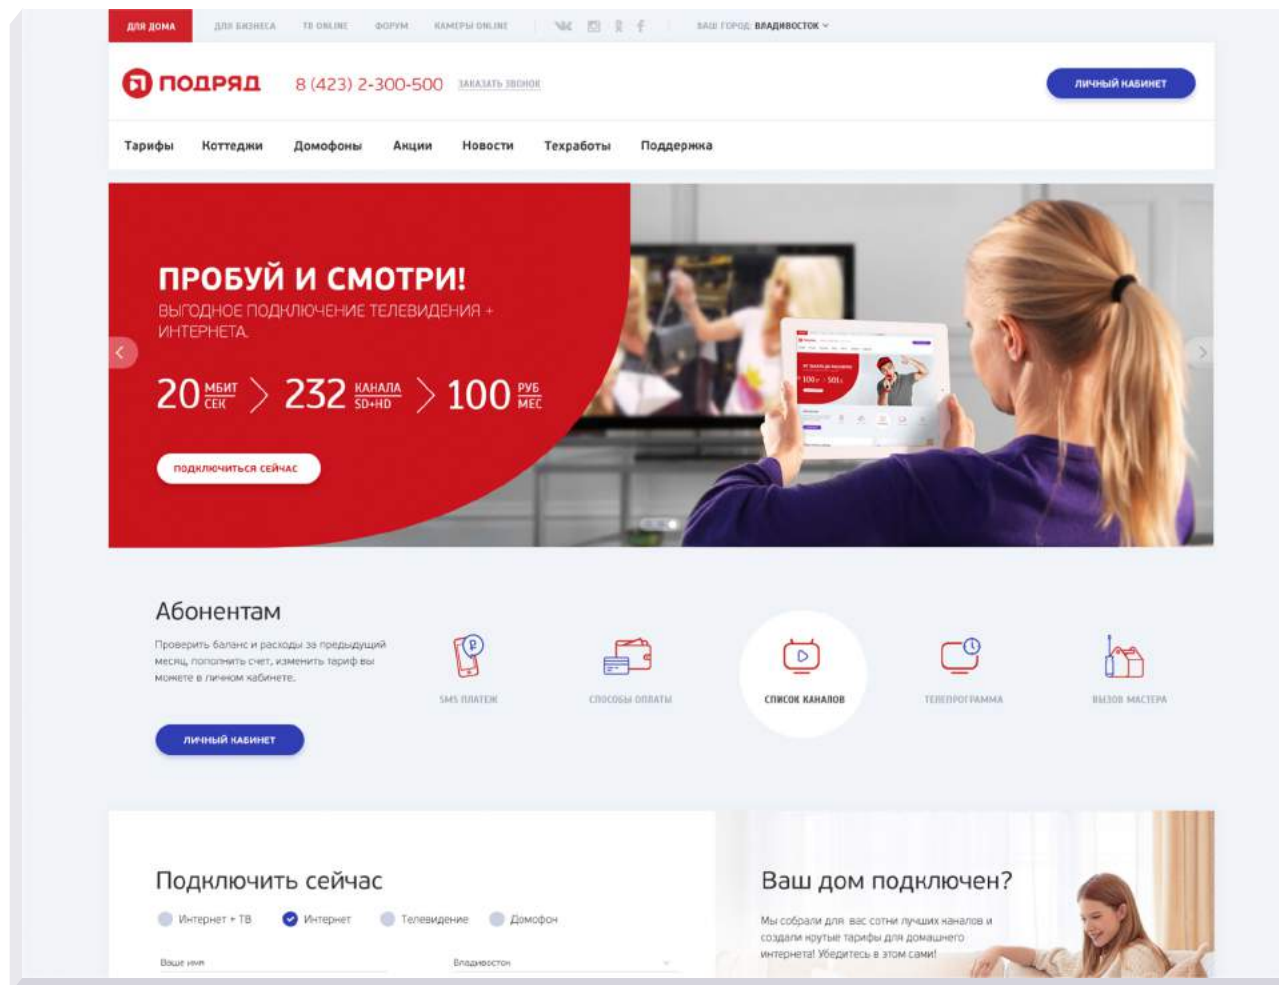 ДЛЯ ДОМА
ДЛЯ БИЗНЕСА
ТВ ONLINE
ФОРУМ
КАМЕРЫ ONLINE
ВАШ ГОРОД: ВЛАДИВОСТОК
ПОДРЯД
8 (423) 2-300-500
ЗАКАЗАТЬ ЗВОНОК
ЛИЧНЫЙ КАБИНЕТ
Тарифы
Коттеджи
Домофоны
Акции
Новости
Техработы
Поддержка
ПРОБУЙ И СМОТРИ!
ВЫГОДНОЕ ПОДКЛЮЧЕНИЕ ТЕЛЕВИДЕНИЯ +
ИНТЕРНЕТА.
20 МБИТ СЕК > 232 КАНАЛА SD+HD > 100 РУБ МЕС
ПОДКЛЮЧИТЬСЯ СЕЙЧАС
Абонентам
Проверить баланс и расходы за предыдущий
месяц, пополнить счет, изменить тариф вы
можете в личном кабинете.
ЛИЧНЫЙ КАБИНЕТ
SMS ПЛАТЕЖ
СПОСОБЫ ОПЛАТЫ
СПИСОК КАНАЛОВ
ТЕЛЕПРОГРАММА
ВЫЗОВ МАСТЕРА
Подключить сейчас
Интернет + ТВ
Интернет
Телевидение
Домофон
Ваше имя
Владивосток
Ваш дом подключен?
Мы собрали для вас сотни лучших каналов и
создали крутые тарифы для домашнего
интернета! Убедитесь в этом сами!